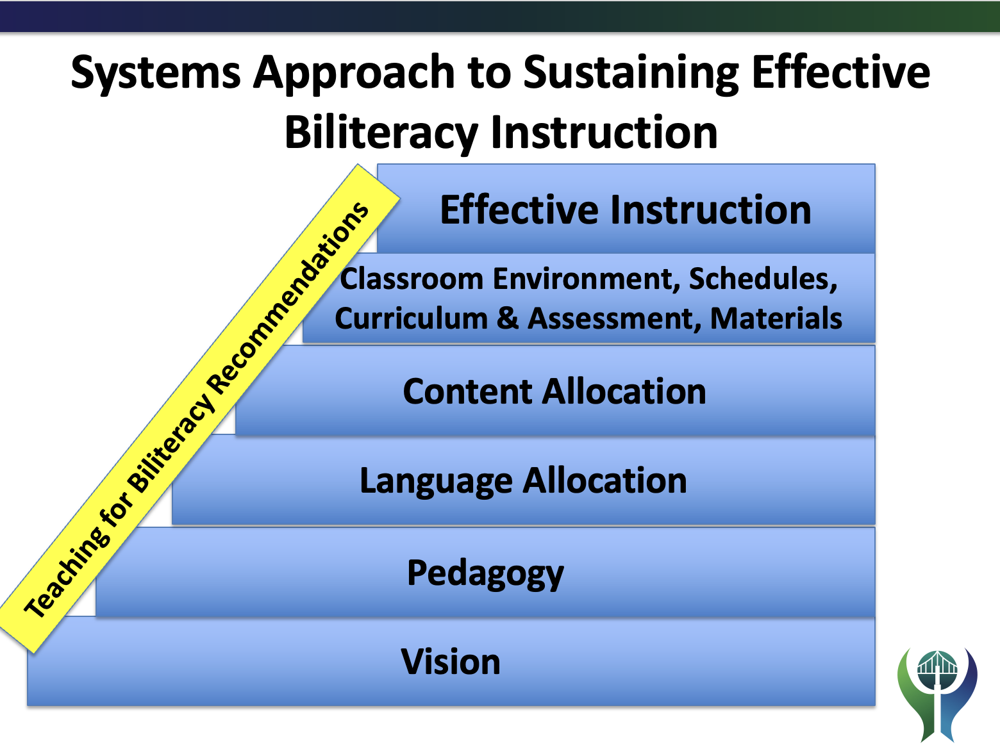 Systems Approach to Sustaining Effective
Biliteracy Instruction
Teaching for Biliteracy Recommendations
Effective Instruction
Classroom Environment, Schedules,
Curriculum & Assessment, Materials
Content Allocation
Language Allocation
Pedagogy
Vision